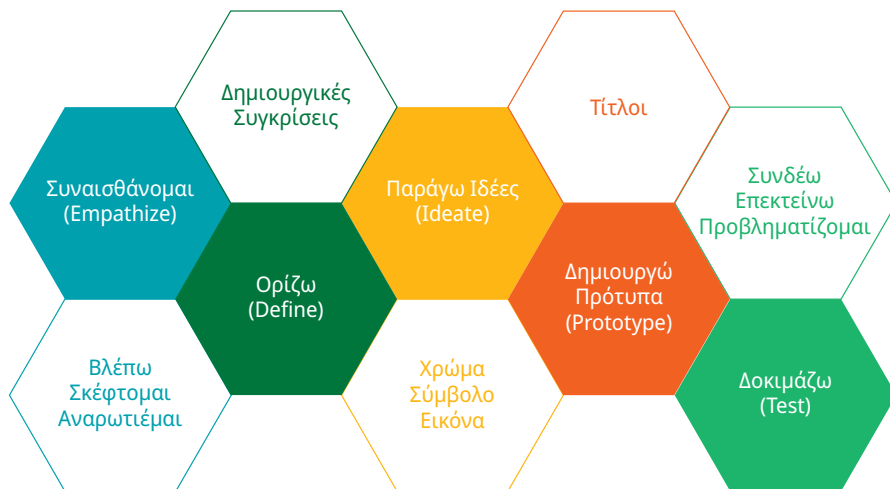 Δημιουργικές
Συγκρίσεις
Τίτλοι
Συναισθάνομαι
(Empathize)
Παράγω Ιδέες
(Ideate)
Συνδέω
Επεκτείνω
Προβληματίζομαι
Ορίζω
(Define)
Δημιουργώ
Πρότυπα
(Prototype)
Βλέπω
Σκέφτομαι
Αναρωτιέμαι
Χρώμα
Σύμβολο
Εικόνα
Δοκιμάζω
(Test)